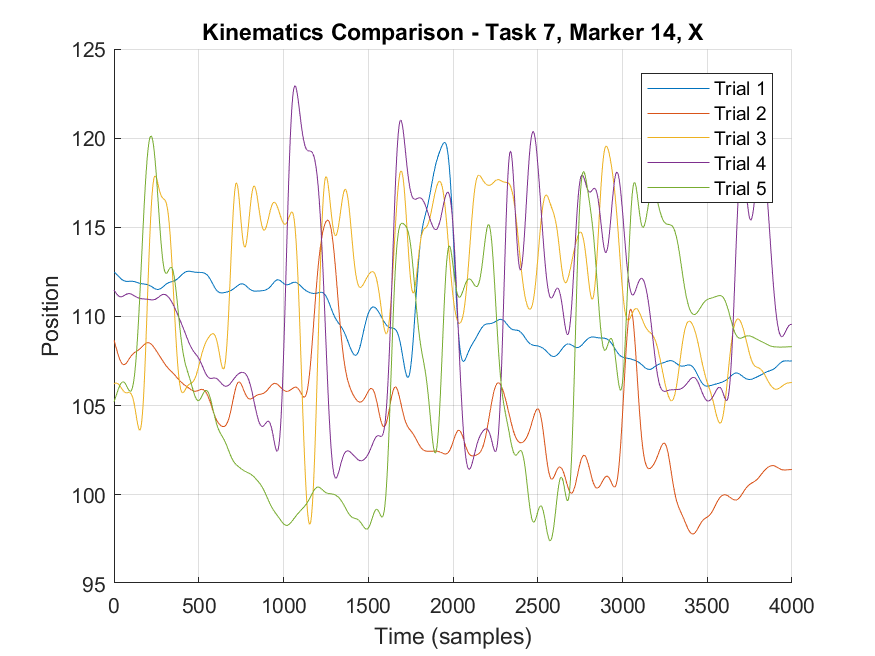 Kinematics Comparison - Task 7, Marker 14, X
125
120
115
110
105
100
95
Position
0 500 1000 1500 2000 2500 3000 3500 4000
Time (samples)
Trial 1
Trial 2
Trial 3
Trial 4
Trial 5